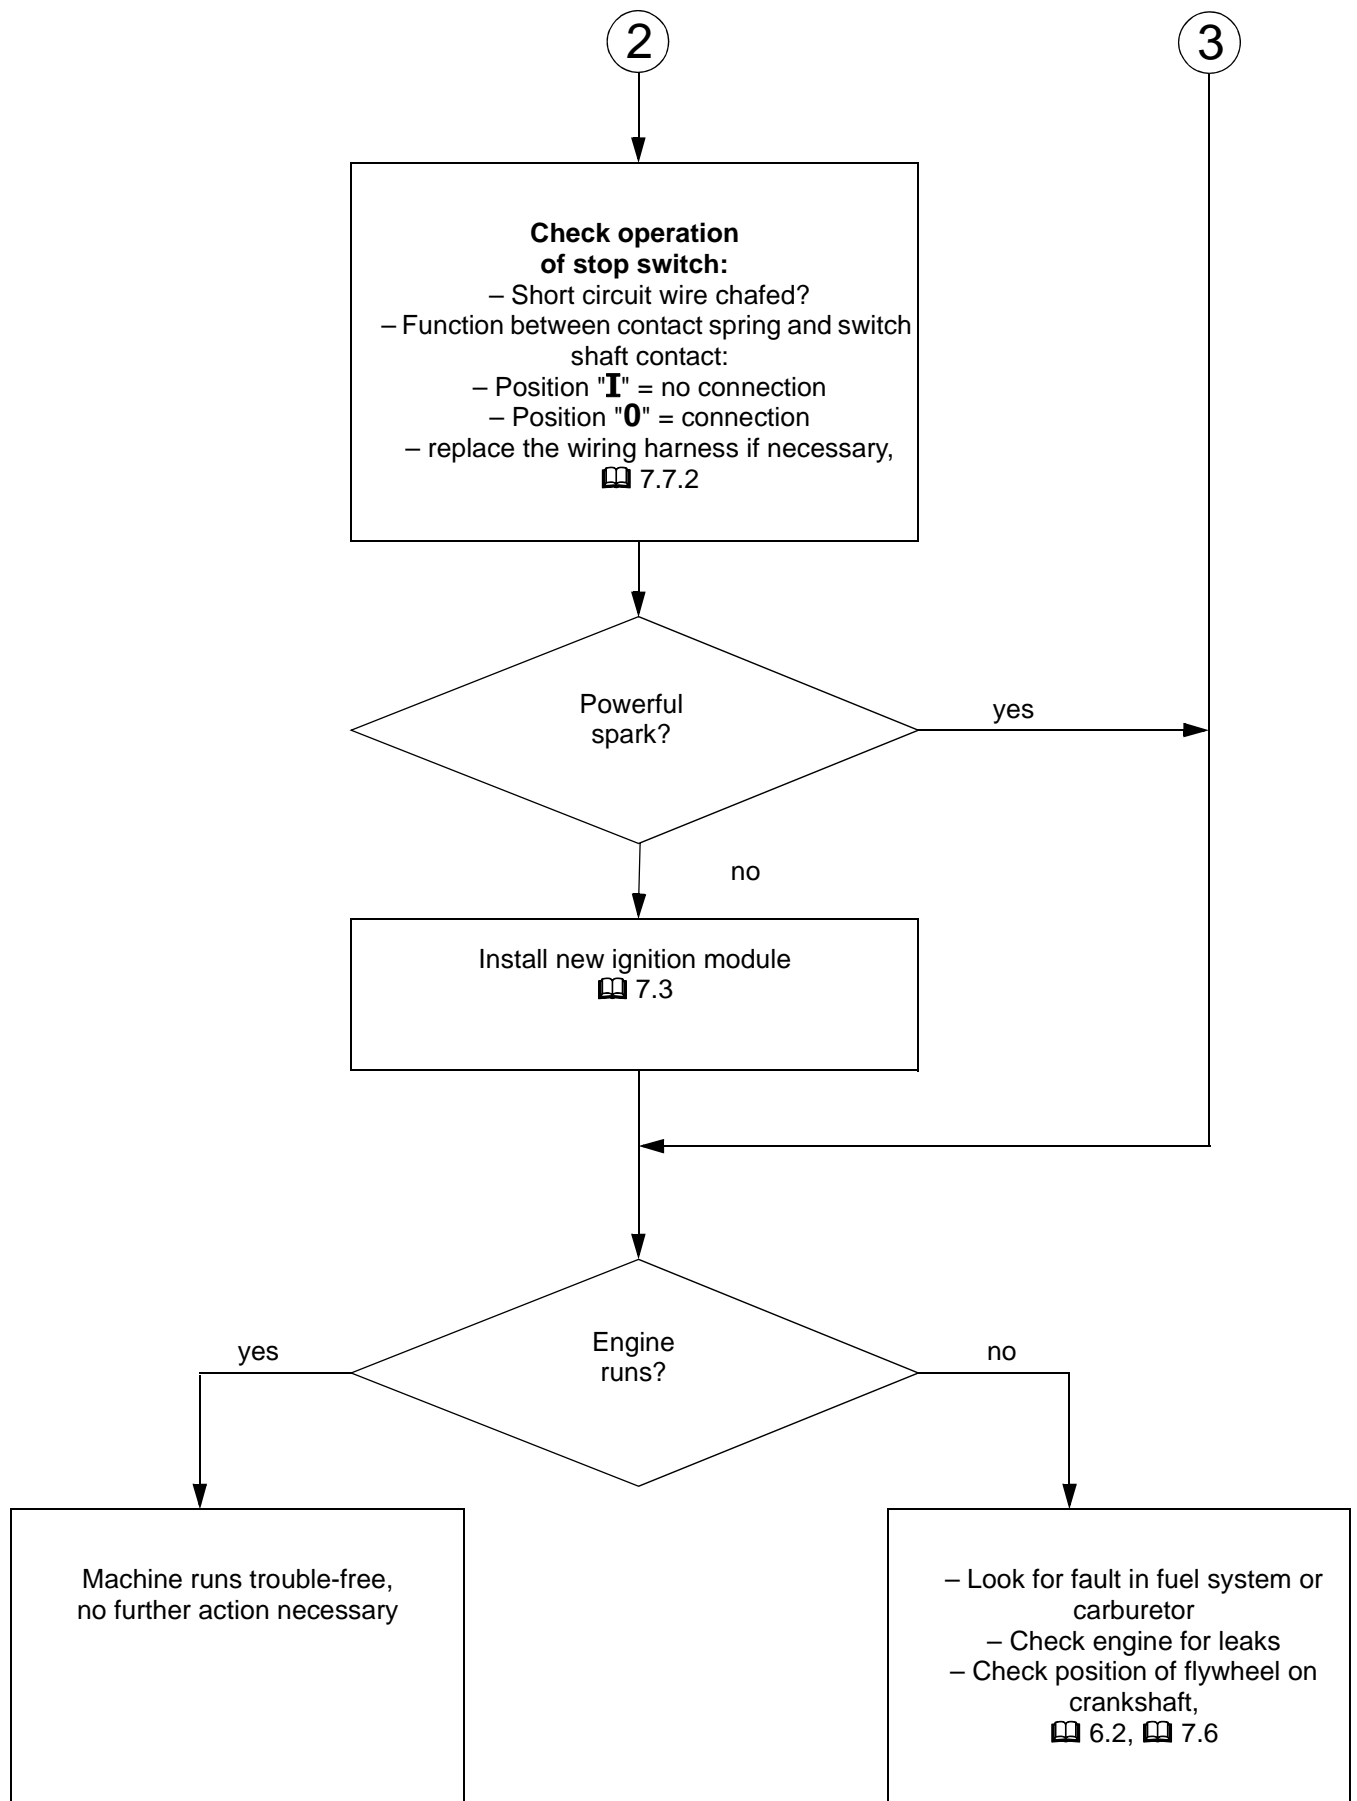 2
3
Check operation
of stop switch:
– Short circuit wire chafed?
– Function between contact spring and switch
shaft contact:
– Position "I" = no connection
– Position "0" = connection
– replace the wiring harness if necessary,
7.7.2
Powerful
spark?
yes
no
Install new ignition module
7.3
Engine
runs?
yes
no
Machine runs trouble-free,
no further action necessary
– Look for fault in fuel system or
carburetor
– Check engine for leaks
– Check position of flywheel on
crankshaft,
6.2, 7.6